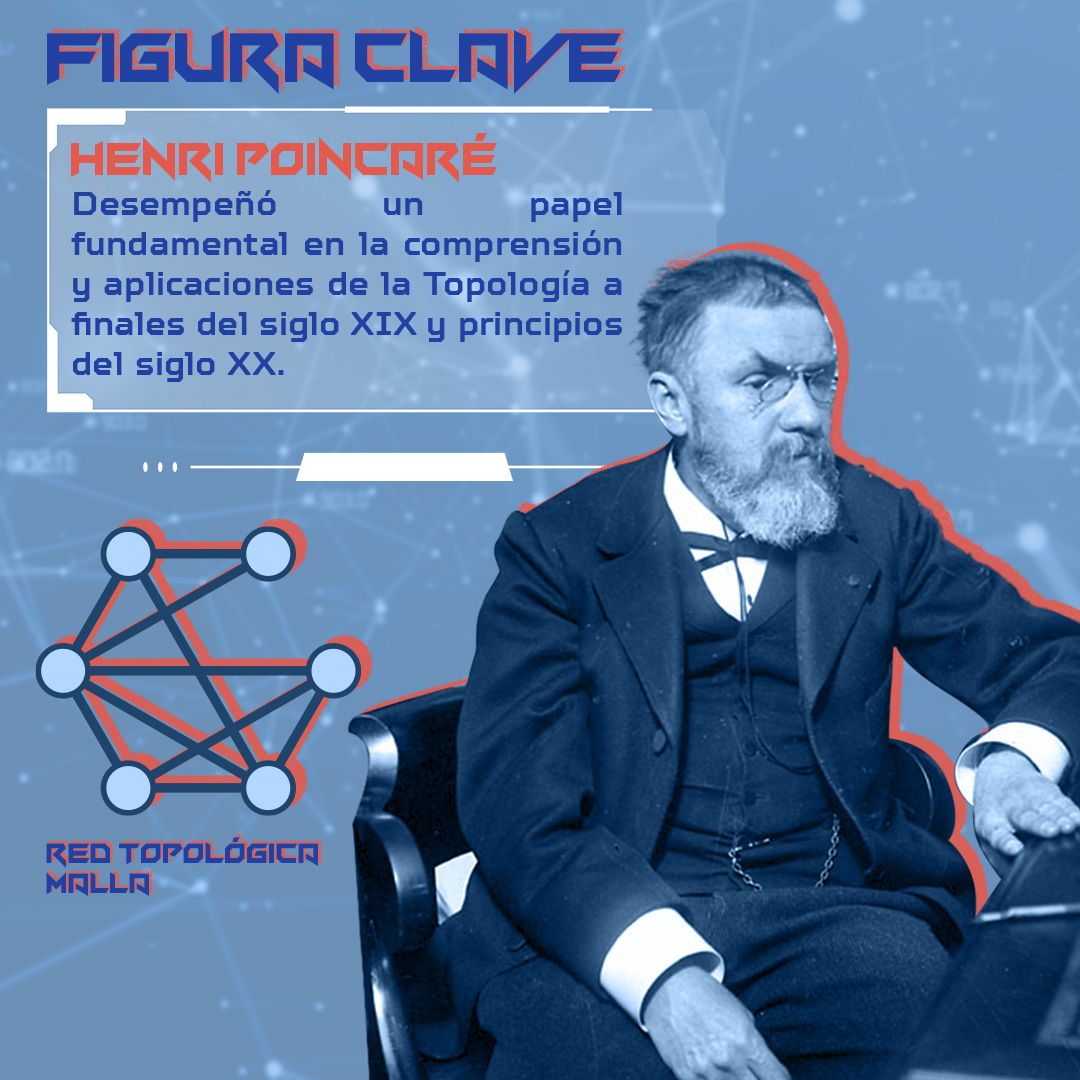 FIGURA CLAVE
HENRI POINCARÉ
Desempeñó un papel
fundamental en la comprensión
y aplicaciones de la Topología a
finales del siglo XIX y principios
del siglo XX.
RED TOPOLÓGICA
MALLA